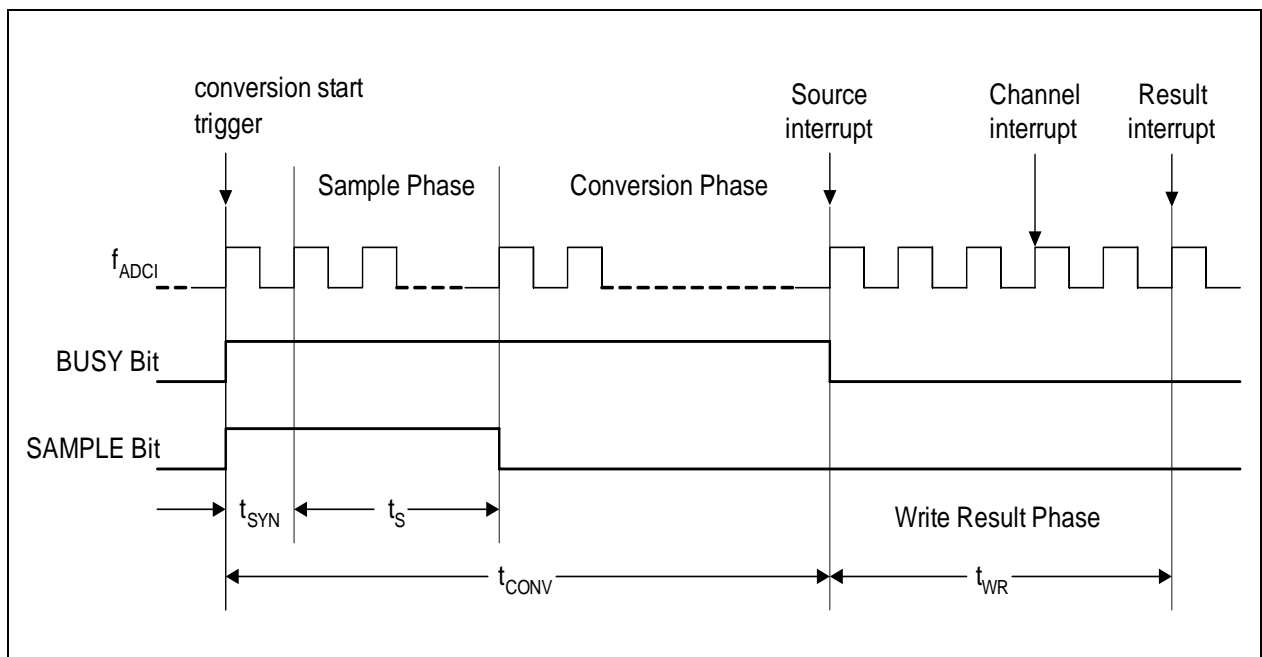 conversion start
trigger
Source
interrupt
Channel
interrupt
Result
interrupt
Sample Phase
Conversion Phase
fADCI
BUSY Bit
SAMPLE Bit
tSYN
tS
Write Result Phase
tCONV
tWR